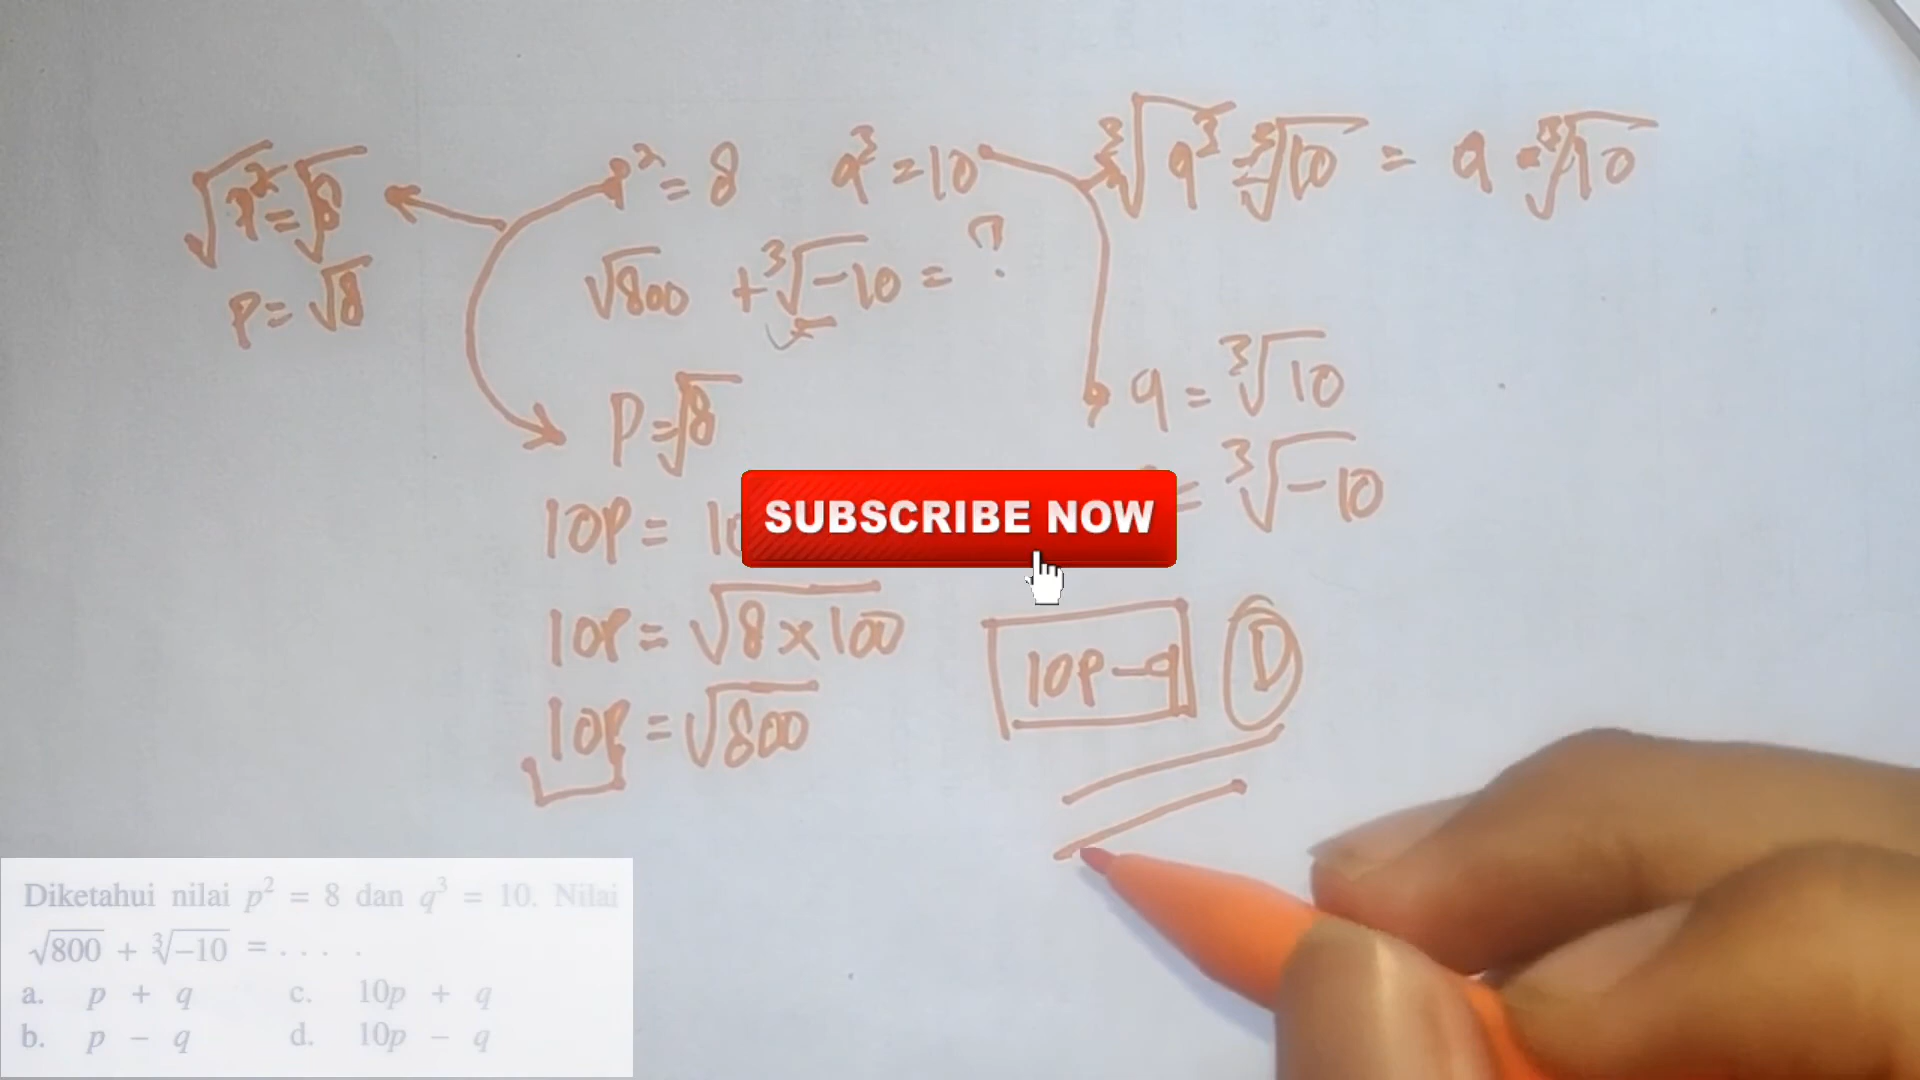 √p² = √8
p = √8
p² = 8
q³ = 10
∛q³ = ∛10 = q = ∛10
√800 + ∛-10 = ?
p = √8
q = ∛10
= ∛-10
10p = 10
SUBSCRIBE NOW
10p = √8 x 100
10p - q
D
10p = √800
Diketahui nilai p² = 8 dan q³ = 10. Nilai
√800 + ∛-10 = . . . .
a. p + q c. 10p + q
b. p - q d. 10p - q